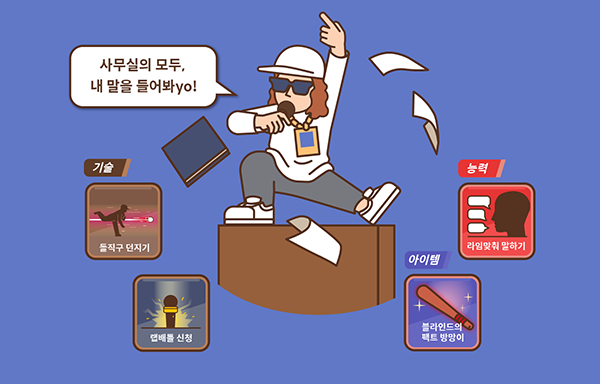 사무실의 모두,
내 말을 들어봐yo!
기술
돌직구 던지기
랩배틀 신청
능력
라임맞춰 말하기
아이템
블라인드의
팩트 방망이